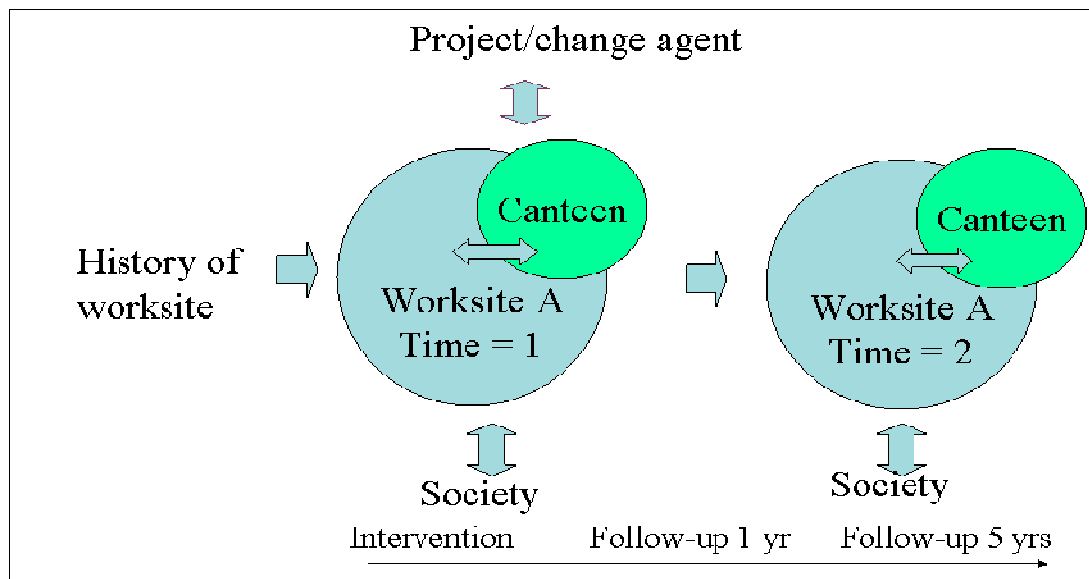 Project/change agent
Canteen
History of
worksite
Worksite A
Time = 1
Canteen
Worksite A
Time = 2
Society
Society
Intervention
Follow-up 1 yr
Follow-up 5 yrs